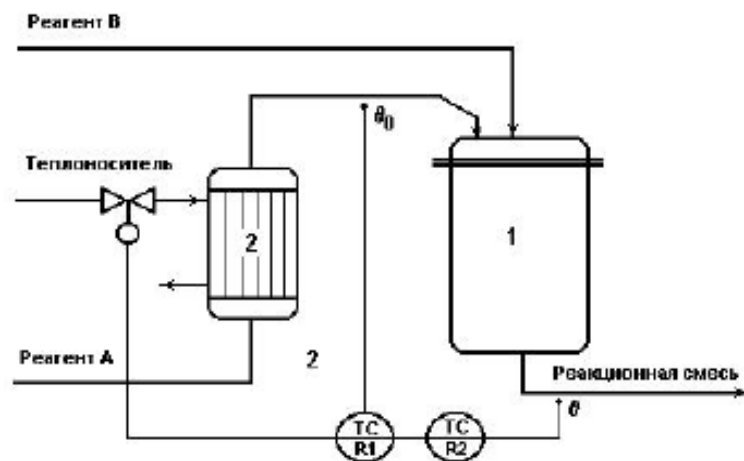 Реагент В
θ₀
Теплоноситель
2
1
Реагент А
2
Реакционная смесь
θ
TC
R1
TC
R2